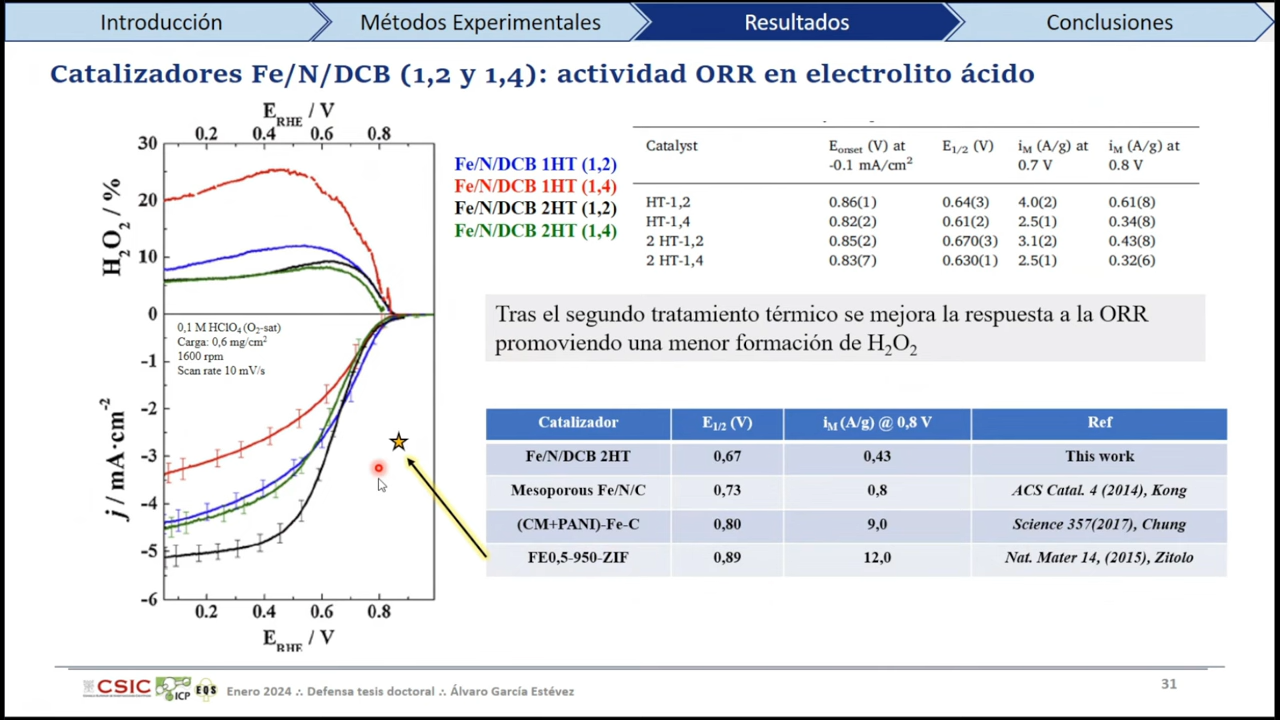 Introducción
Métodos Experimentales
Resultados
Conclusiones
Catalizadores Fe/N/DCB (1,2 y 1,4): actividad ORR en electrolito ácido
E_RHE / V
0.2 0.4 0.6 0.8
30
20
10
0
-1
-2
-3
-4
-5
-6
H₂O₂ / %
j / mA·cm⁻²
0,1 M HClO₄ (O₂-sat)
Carga: 0,6 mg/cm²
1600 rpm
Scan rate 10 mV/s
0.2 0.4 0.6 0.8
E_RHE / V
Fe/N/DCB 1HT (1,2)
Fe/N/DCB 1HT (1,4)
Fe/N/DCB 2HT (1,2)
Fe/N/DCB 2HT (1,4)
Catalyst E_onset (V) at E₁/₂ (V) i_M (A/g) at i_M (A/g) at
-0.1 mA/cm² 0.7 V 0.8 V
HT-1,2 0.86(1) 0.64(3) 4.0(2) 0.61(8)
HT-1,4 0.82(2) 0.61(2) 2.5(1) 0.34(8)
2 HT-1,2 0.85(2) 0.670(3) 3.1(2) 0.43(8)
2 HT-1,4 0.83(7) 0.630(1) 2.5(1) 0.32(6)
Tras el segundo tratamiento térmico se mejora la respuesta a la ORR
promoviendo una menor formación de H₂O₂
Catalizador E₁/₂ (V) i_M (A/g) @ 0,8 V Ref
Fe/N/DCB 2HT 0,67 0,43 This work
Mesoporous Fe/N/C 0,73 0,8 ACS Catal. 4 (2014), Kong
(CM+PANI)-Fe-C 0,80 9,0 Science 357(2017), Chung
FE0,5-950-ZIF 0,89 12,0 Nat. Mater 14, (2015), Zitolo
CSIC ICP EQS Enero 2024 ∴ Defensa tesis doctoral ∴ Álvaro García Estévez
31